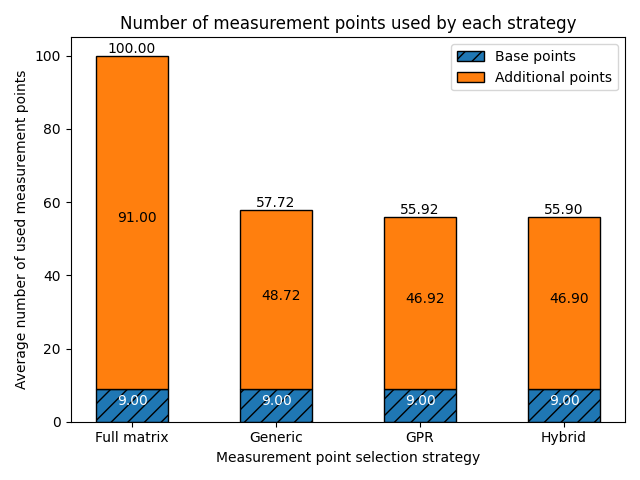 Number of measurement points used by each strategy
Base points
Additional points
Average number of used measurement points
100
80
60
40
20
0
100.00
57.72
55.92
55.90
91.00
48.72
46.92
46.90
9.00
9.00
9.00
9.00
Full matrix
Generic
GPR
Hybrid
Measurement point selection strategy